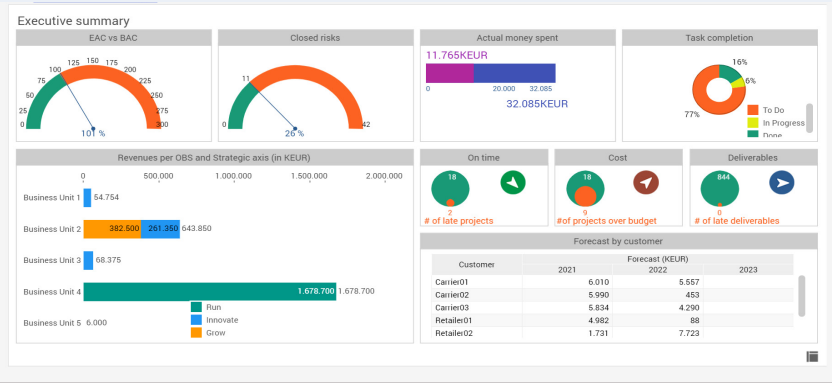 Executive summary
EAC vs BAC
0
25
50
75
100
125
150
175
200
225
250
275
300
101 %
Closed risks
0
11
42
26 %
Actual money spent
11.765KEUR
0
20.000
32.085
32.085KEUR
Task completion
16%
6%
77%
To Do
In Progress
Done
Revenues per OBS and Strategic axis (in KEUR)
0
500.000
1.000.000
1.500.000
2.000.000
Business Unit 1 54.754
Business Unit 2 382.500 261.350 643.850
Business Unit 3 68.375
Business Unit 4 1.678.700 1.678.700
Business Unit 5 6.000
Run
Innovate
Grow
On time
18
2
# of late projects
Cost
18
9
#of projects over budget
Deliverables
844
8
# of late deliverables
Forecast by customer
Customer Forecast (KEUR)
2021 2022 2023
Carrier01 6.010 5.557
Carrier02 5.990 453
Carrier03 5.834 4.290
Retailer01 4.982 88
Retailer02 1.731 7.723